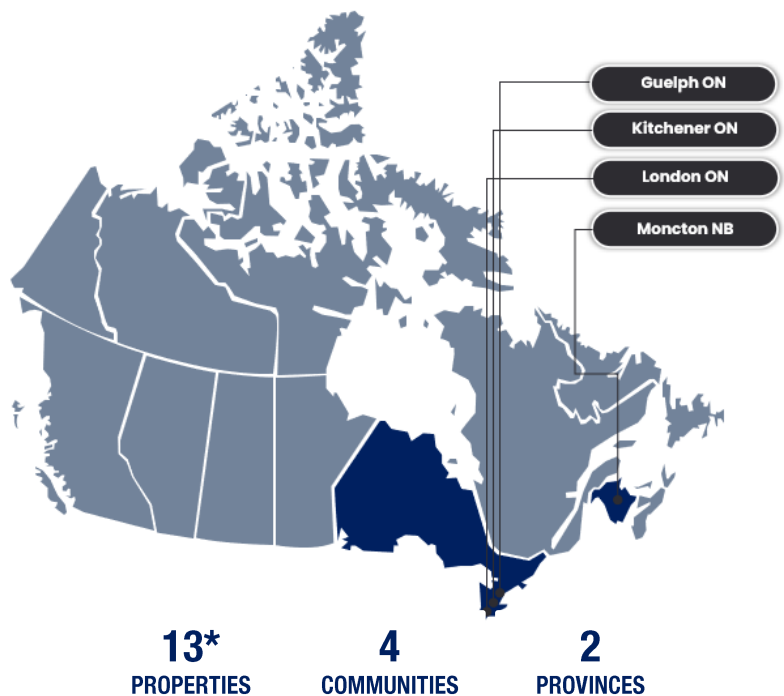 Guelph ON
Kitchener ON
London ON
Moncton NB
13* 4 2
PROPERTIES COMMUNITIES PROVINCES